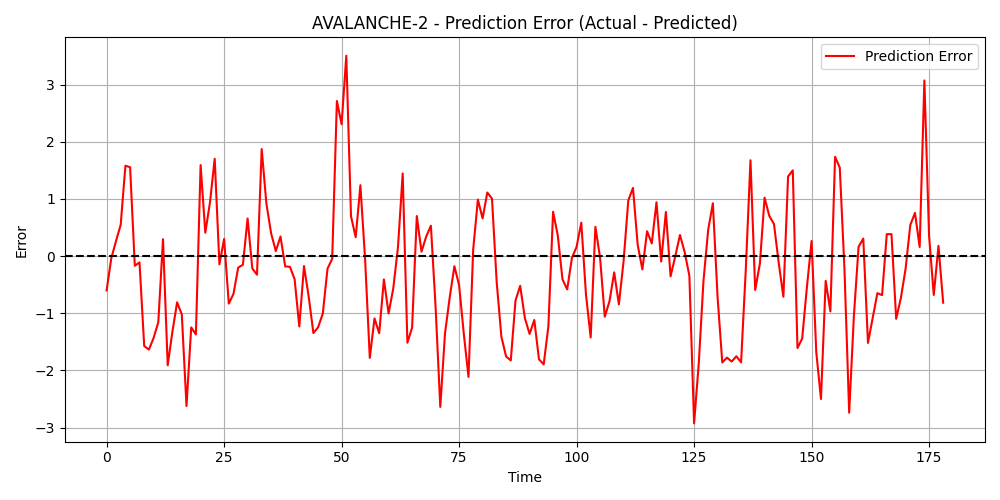 AVALANCHE-2 - Prediction Error (Actual - Predicted)
Prediction Error
Error
3
2
1
0
−1
−2
−3
0 25 50 75 100 125 150 175
Time